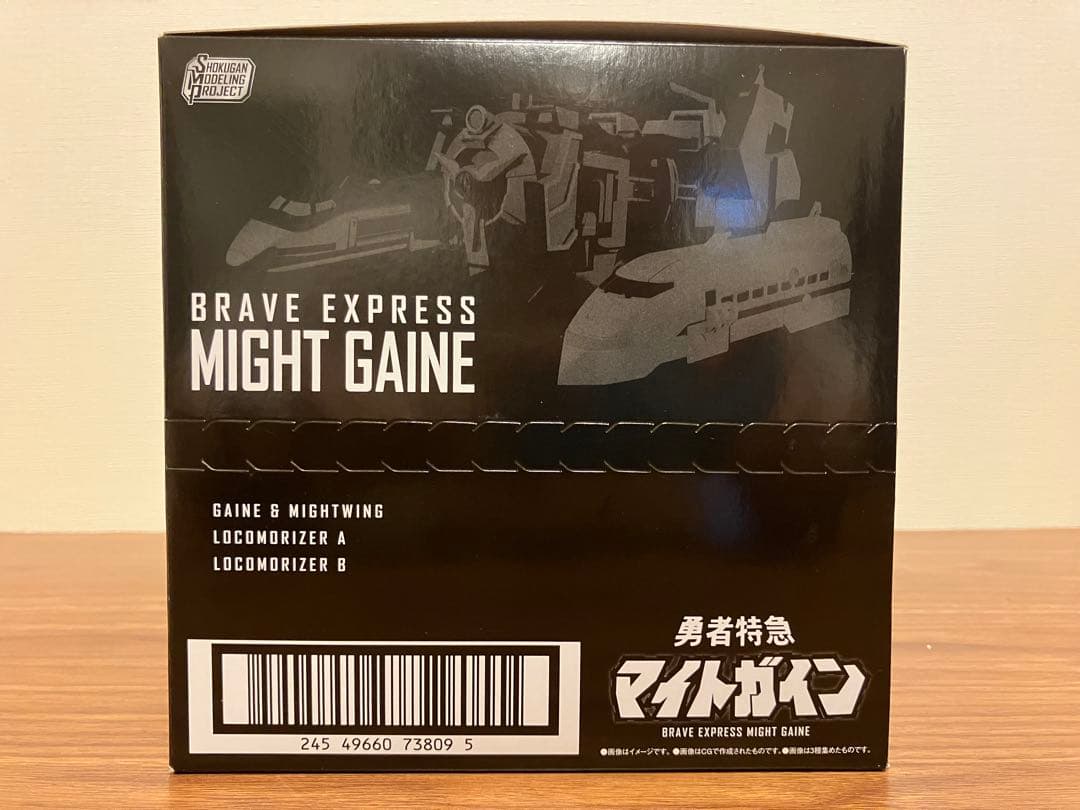 SHOKUGAN
MODELING
PROJECT
BRAVE EXPRESS
MIGHT GAINE
GAINE & MIGHTWING
LOCOMORIZER A
LOCOMORIZER B
245 49660 73809 5
勇者特急
マイトガイン
BRAVE EXPRESS MIGHT GAINE
●画像はイメージです。●画像はCGで作成されたものです。●画像は3種集めたものです。